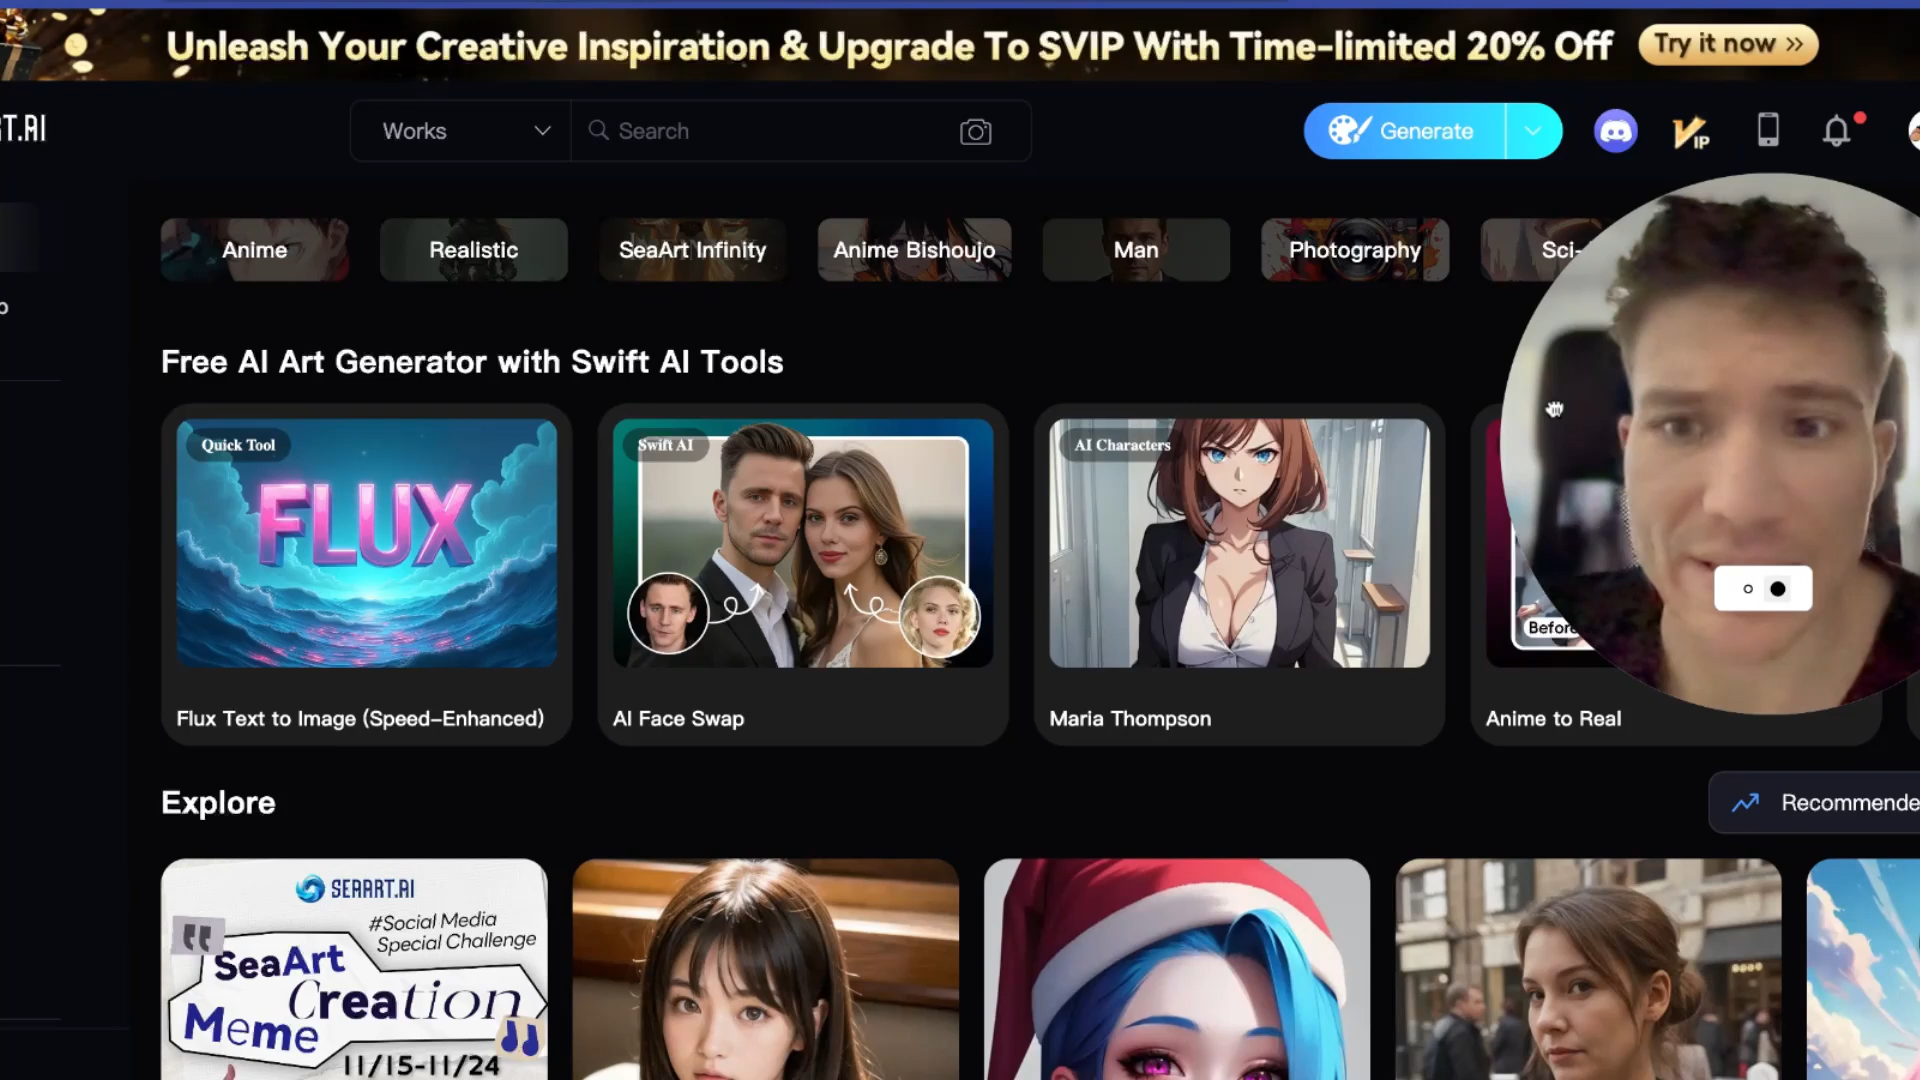 Unleash Your Creative Inspiration & Upgrade To SVIP With Time-limited 20% Off
Try it now >>
RT.AI
Works
Search
Generate
VIP
Anime
Realistic
SeaArt Infinity
Anime Bishoujo
Man
Photography
Sci-
Free AI Art Generator with Swift AI Tools
Quick Tool
FLUX
Swift AI
AI Characters
Before
Flux Text to Image (Speed-Enhanced)
AI Face Swap
Maria Thompson
Anime to Real
Explore
Recommende
SEAART.AI
#Social Media
Special Challenge
SeaArt
Creation
Meme
11/15-11/24